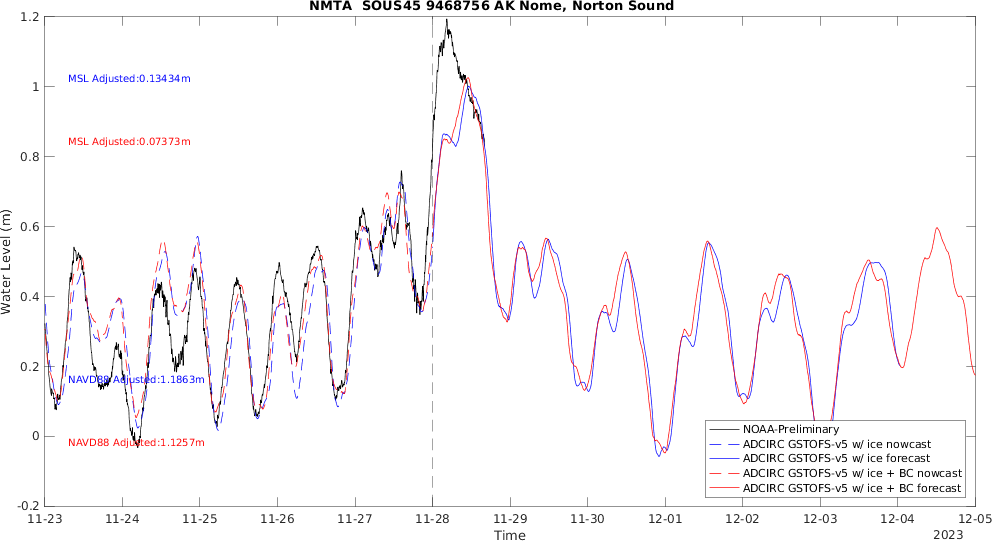 NMTA SOUS45 9468756 AK Nome, Norton Sound
1.2
1
0.8
0.6
0.4
0.2
0
-0.2
Water Level (m)
MSL Adjusted:0.13434m
MSL Adjusted:0.07373m
NAVD88 Adjusted:1.1863m
NAVD88 Adjusted:1.1257m
NOAA-Preliminary
ADCIRC GSTOFS-v5 w/ ice nowcast
ADCIRC GSTOFS-v5 w/ ice forecast
ADCIRC GSTOFS-v5 w/ ice + BC nowcast
ADCIRC GSTOFS-v5 w/ ice + BC forecast
11-23 11-24 11-25 11-26 11-27 11-28 11-29 11-30 12-01 12-02 12-03 12-04 12-05
Time
2023